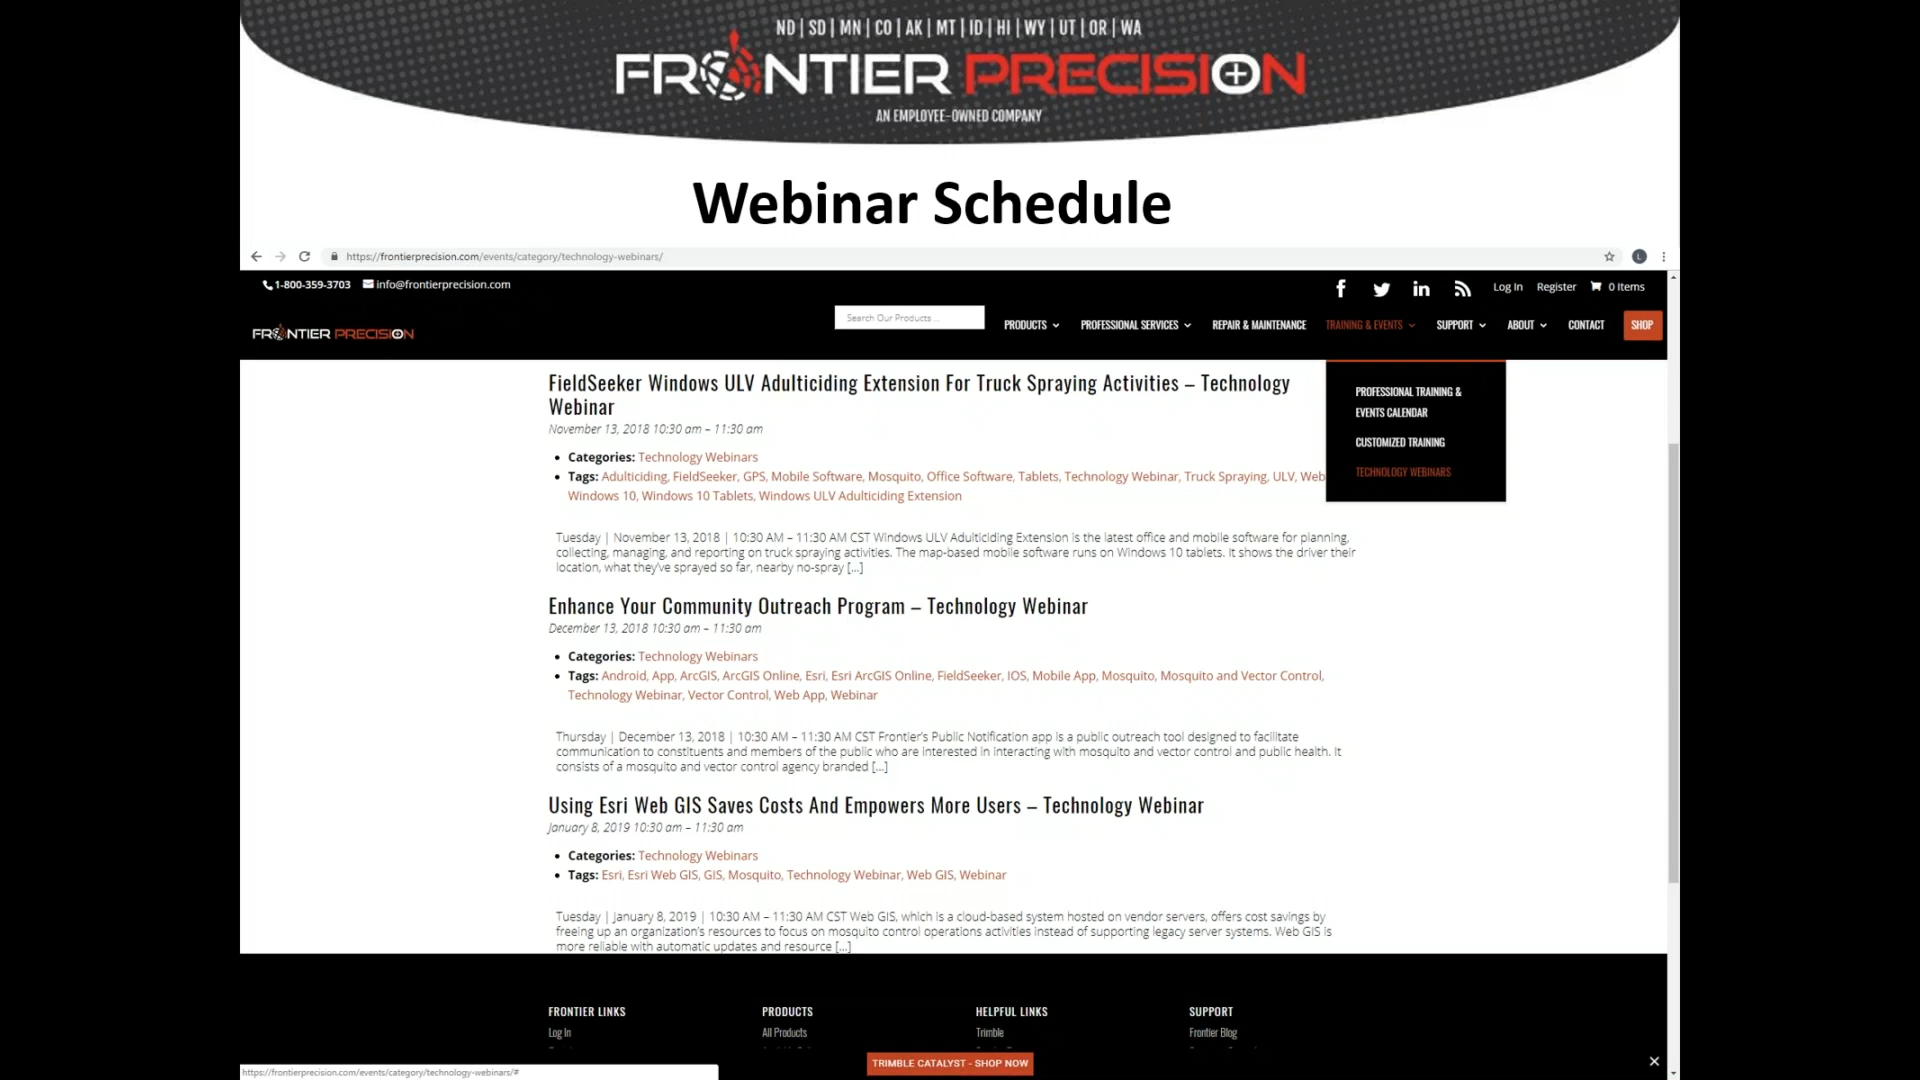 ND | SD | MN | CO | AK | MT | ID | HI | WY | UT | OR | WA
FRONTIER PRECISION
AN EMPLOYEE-OWNED COMPANY
Webinar Schedule
https://frontierprecision.com/events/category/technology-webinars/
1-800-359-3703 info@frontierprecision.com
Log In Register 0 Items
FRONTIER PRECISION
Search Our Products ...
PRODUCTS PROFESSIONAL SERVICES REPAIR & MAINTENANCE TRAINING & EVENTS SUPPORT ABOUT CONTACT SHOP
PROFESSIONAL TRAINING &
EVENTS CALENDAR
CUSTOMIZED TRAINING
TECHNOLOGY WEBINARS
FieldSeeker Windows ULV Adulticiding Extension For Truck Spraying Activities – Technology
Webinar
November 13, 2018 10:30 am – 11:30 am
• Categories: Technology Webinars
• Tags: Adulticiding, FieldSeeker, GPS, Mobile Software, Mosquito, Office Software, Tablets, Technology Webinar, Truck Spraying, ULV, Web
Windows 10, Windows 10 Tablets, Windows ULV Adulticiding Extension
Tuesday | November 13, 2018 | 10:30 AM – 11:30 AM CST Windows ULV Adulticiding Extension is the latest office and mobile software for planning,
collecting, managing, and reporting on truck spraying activities. The map-based mobile software runs on Windows 10 tablets. It shows the driver their
location, what they've sprayed so far, nearby no-spray [...]
Enhance Your Community Outreach Program – Technology Webinar
December 13, 2018 10:30 am – 11:30 am
• Categories: Technology Webinars
• Tags: Android, App, ArcGIS, ArcGIS Online, Esri, Esri ArcGIS Online, FieldSeeker, IOS, Mobile App, Mosquito, Mosquito and Vector Control,
Technology Webinar, Vector Control, Web App, Webinar
Thursday | December 13, 2018 | 10:30 AM – 11:30 AM CST Frontier's Public Notification app is a public outreach tool designed to facilitate
communication to constituents and members of the public who are interested in interacting with mosquito and vector control and public health. It
consists of a mosquito and vector control agency branded [...]
Using Esri Web GIS Saves Costs And Empowers More Users – Technology Webinar
January 8, 2019 10:30 am – 11:30 am
• Categories: Technology Webinars
• Tags: Esri, Esri Web GIS, GIS, Mosquito, Technology Webinar, Web GIS, Webinar
Tuesday | January 8, 2019 | 10:30 AM – 11:30 AM CST Web GIS, which is a cloud-based system hosted on vendor servers, offers cost savings by
freeing up an organization's resources to focus on mosquito control operations activities instead of supporting legacy server systems. Web GIS is
more reliable with automatic updates and resource [...]
FRONTIER LINKS PRODUCTS HELPFUL LINKS SUPPORT
Log In All Products Trimble Frontier Blog
TRIMBLE CATALYST - SHOP NOW
https://frontierprecision.com/events/category/technology-webinars/#